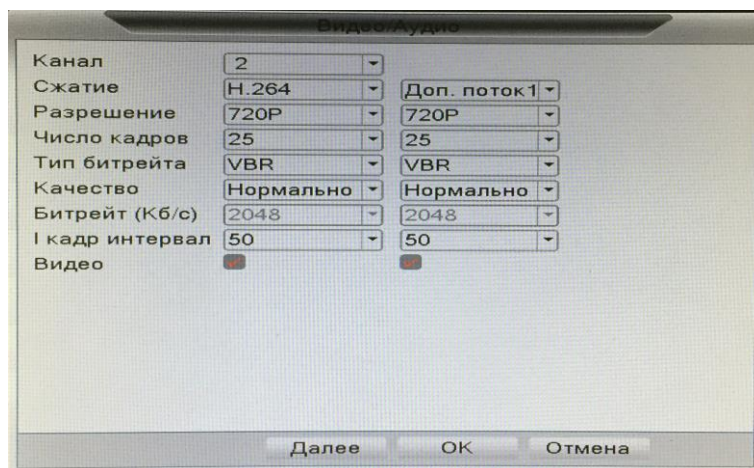 Видео/Аудио
Канал 2
Сжатие H.264 Доп. поток1
Разрешение 720P 720P
Число кадров 25 25
Тип битрейта VBR VBR
Качество Нормально Нормально
Битрейт (Кб/с) 2048 2048
I кадр интервал 50 50
Видео
Далее OK Отмена